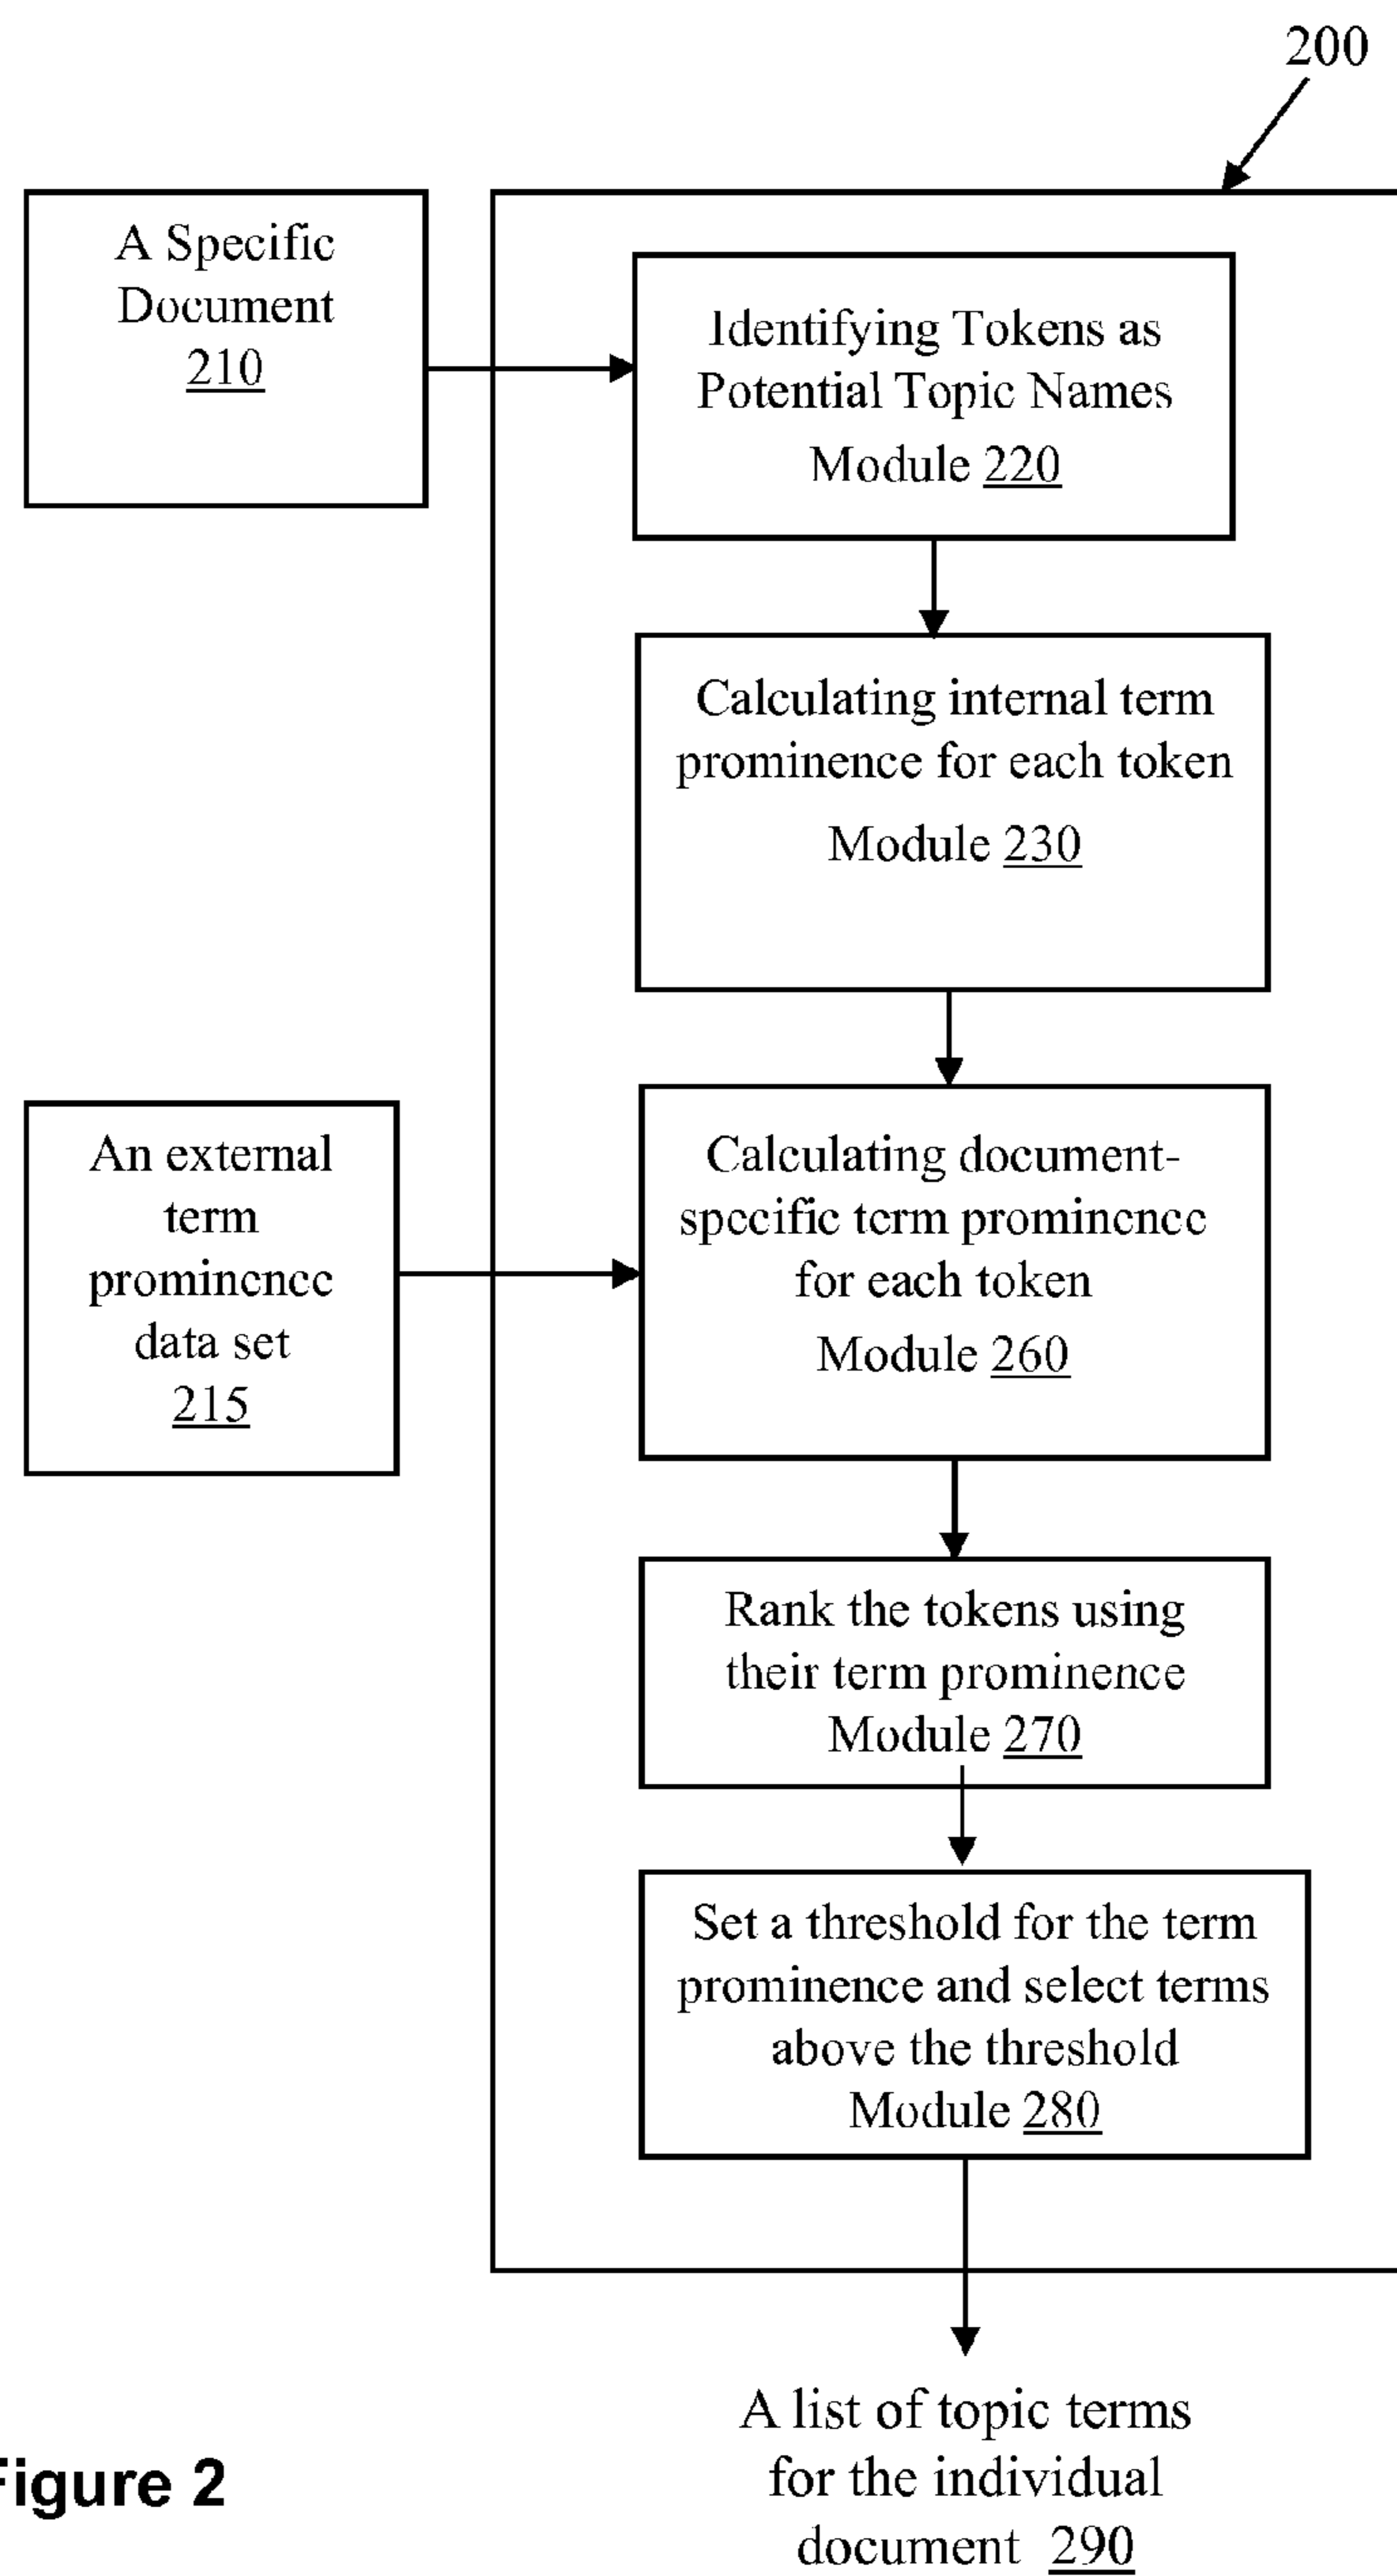 200
A Specific
Document
210
Identifying Tokens as
Potential Topic Names
Module 220
Calculating internal term
prominence for each token
Module 230
An external
term
prominence
data set
215
Calculating document-
specific term prominence
for each token
Module 260
Rank the tokens using
their term prominence
Module 270
Set a threshold for the term
prominence and select terms
above the threshold
Module 280
A list of topic terms
for the individual
document 290
Figure 2